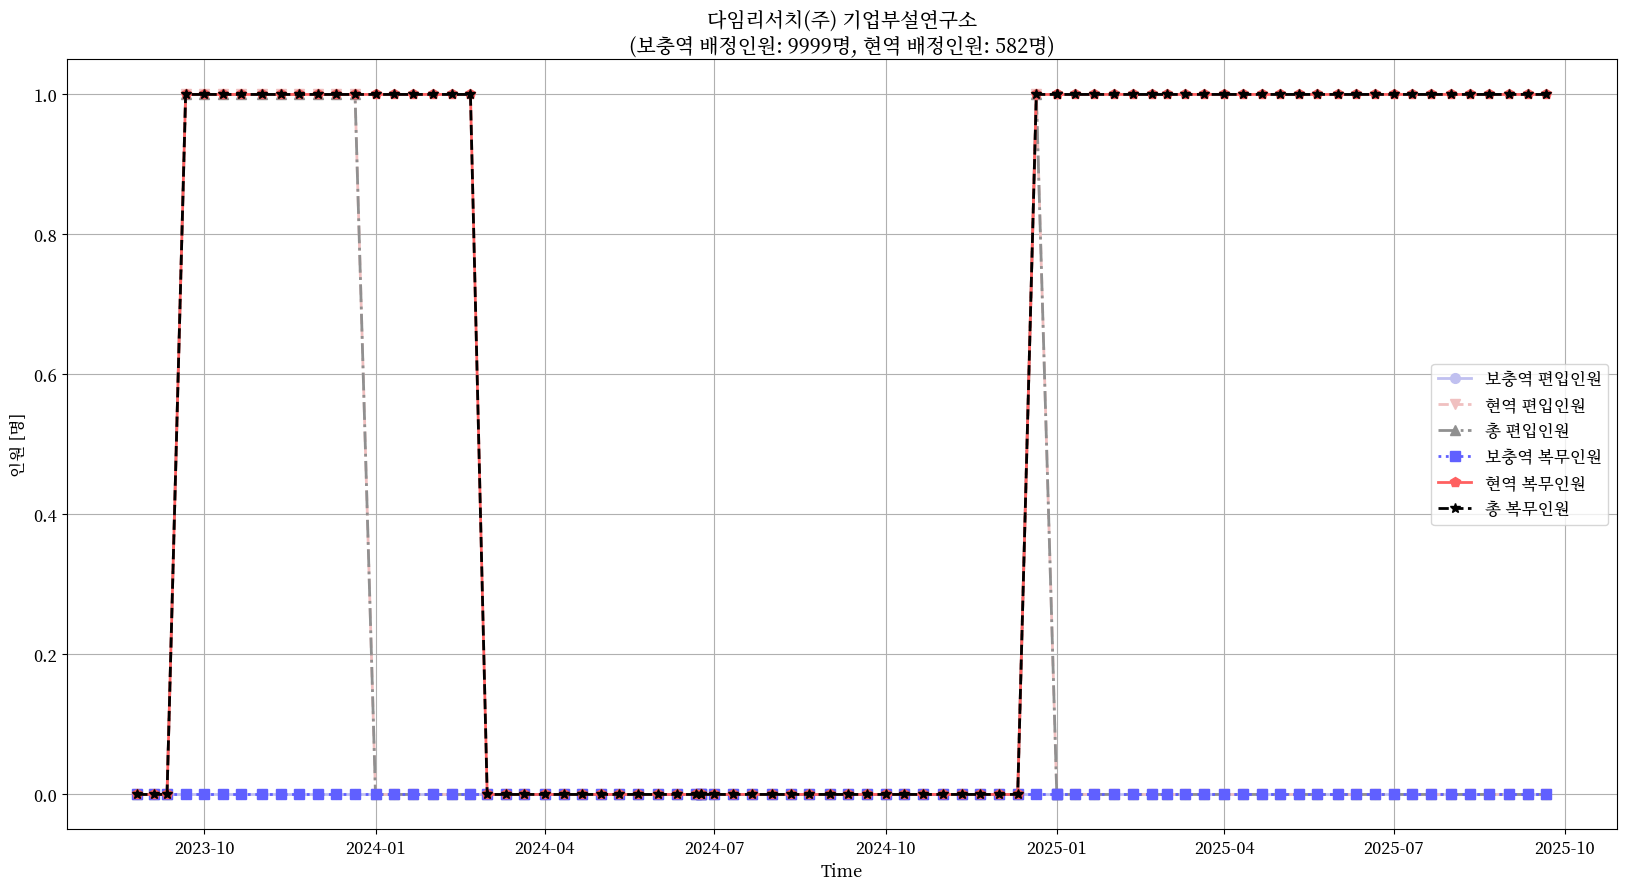 다임리서치(주) 기업부설연구소
(보충역 배정인원: 9999명, 현역 배정인원: 582명)
1.0
0.8
0.6
0.4
0.2
0.0
인원 [명]
보충역 편입인원
현역 편입인원
총 편입인원
보충역 복무인원
현역 복무인원
총 복무인원
2023-10
2024-01
2024-04
2024-07
2024-10
2025-01
2025-04
2025-07
2025-10
Time